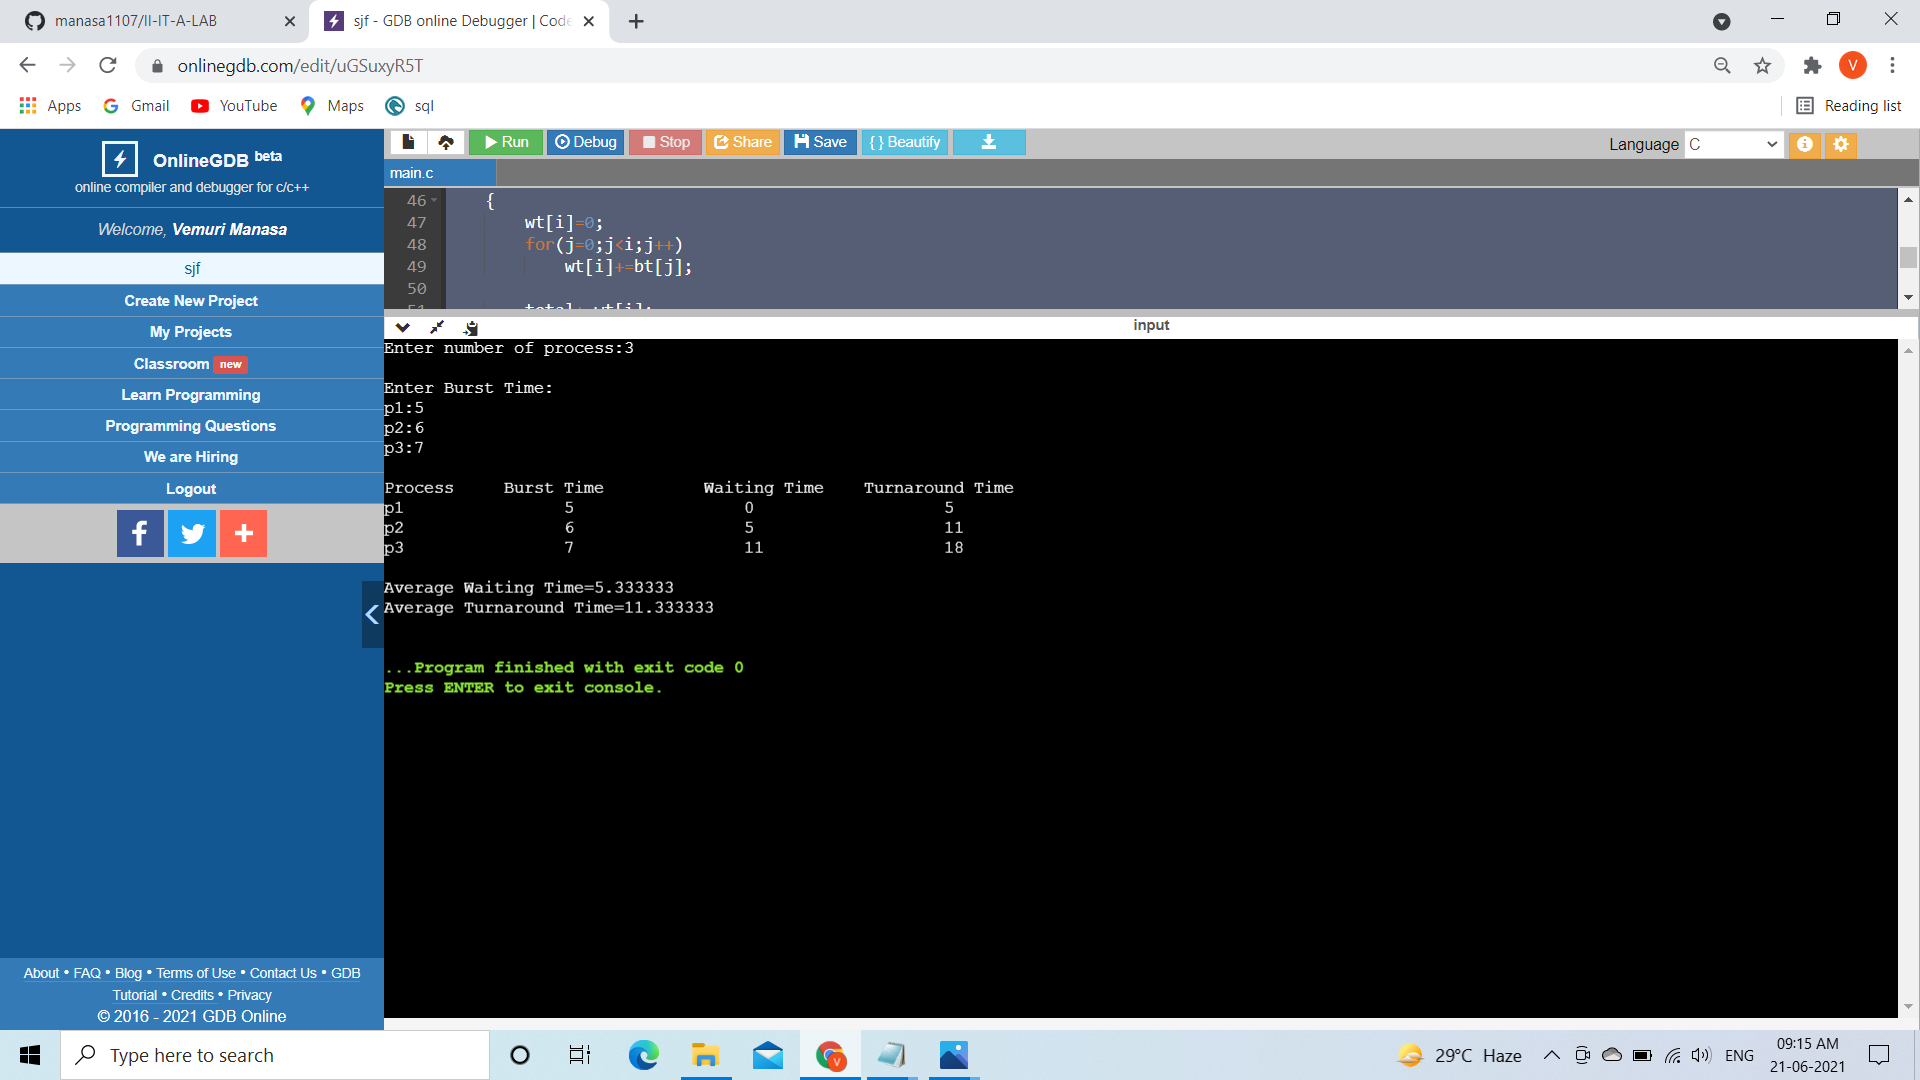 manasa1107/II-IT-A-LAB
sjf - GDB online Debugger | Code
onlinegdb.com/edit/uGSuxyR5T
V
Apps Gmail YouTube Maps sql Reading list
OnlineGDB beta
online compiler and debugger for c/c++
Welcome, Vemuri Manasa
sjf
Create New Project
My Projects
Classroom new
Learn Programming
Programming Questions
We are Hiring
Logout
About • FAQ • Blog • Terms of Use • Contact Us • GDB
Tutorial • Credits • Privacy
© 2016 - 2021 GDB Online
Run Debug Stop Share Save { } Beautify
Language C
main.c
46 {
47 wt[i]=0;
48 for(j=0;j<i;j++)
49 wt[i]+=bt[j];
50
51 total+=wt[i];
input
Enter number of process:3
Enter Burst Time:
p1:5
p2:6
p3:7
Process Burst Time Waiting Time Turnaround Time
p1 5 0 5
p2 6 5 11
p3 7 11 18
Average Waiting Time=5.333333
Average Turnaround Time=11.333333
...Program finished with exit code 0
Press ENTER to exit console.
Type here to search
29°C Haze
ENG
09:15 AM
21-06-2021